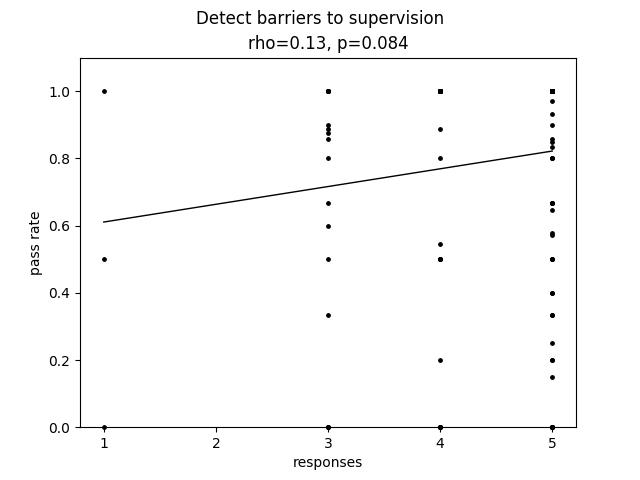 Detect barriers to supervision
rho=0.13, p=0.084
1.0
0.8
0.6
0.4
0.2
0.0
pass rate
1 2 3 4 5
responses